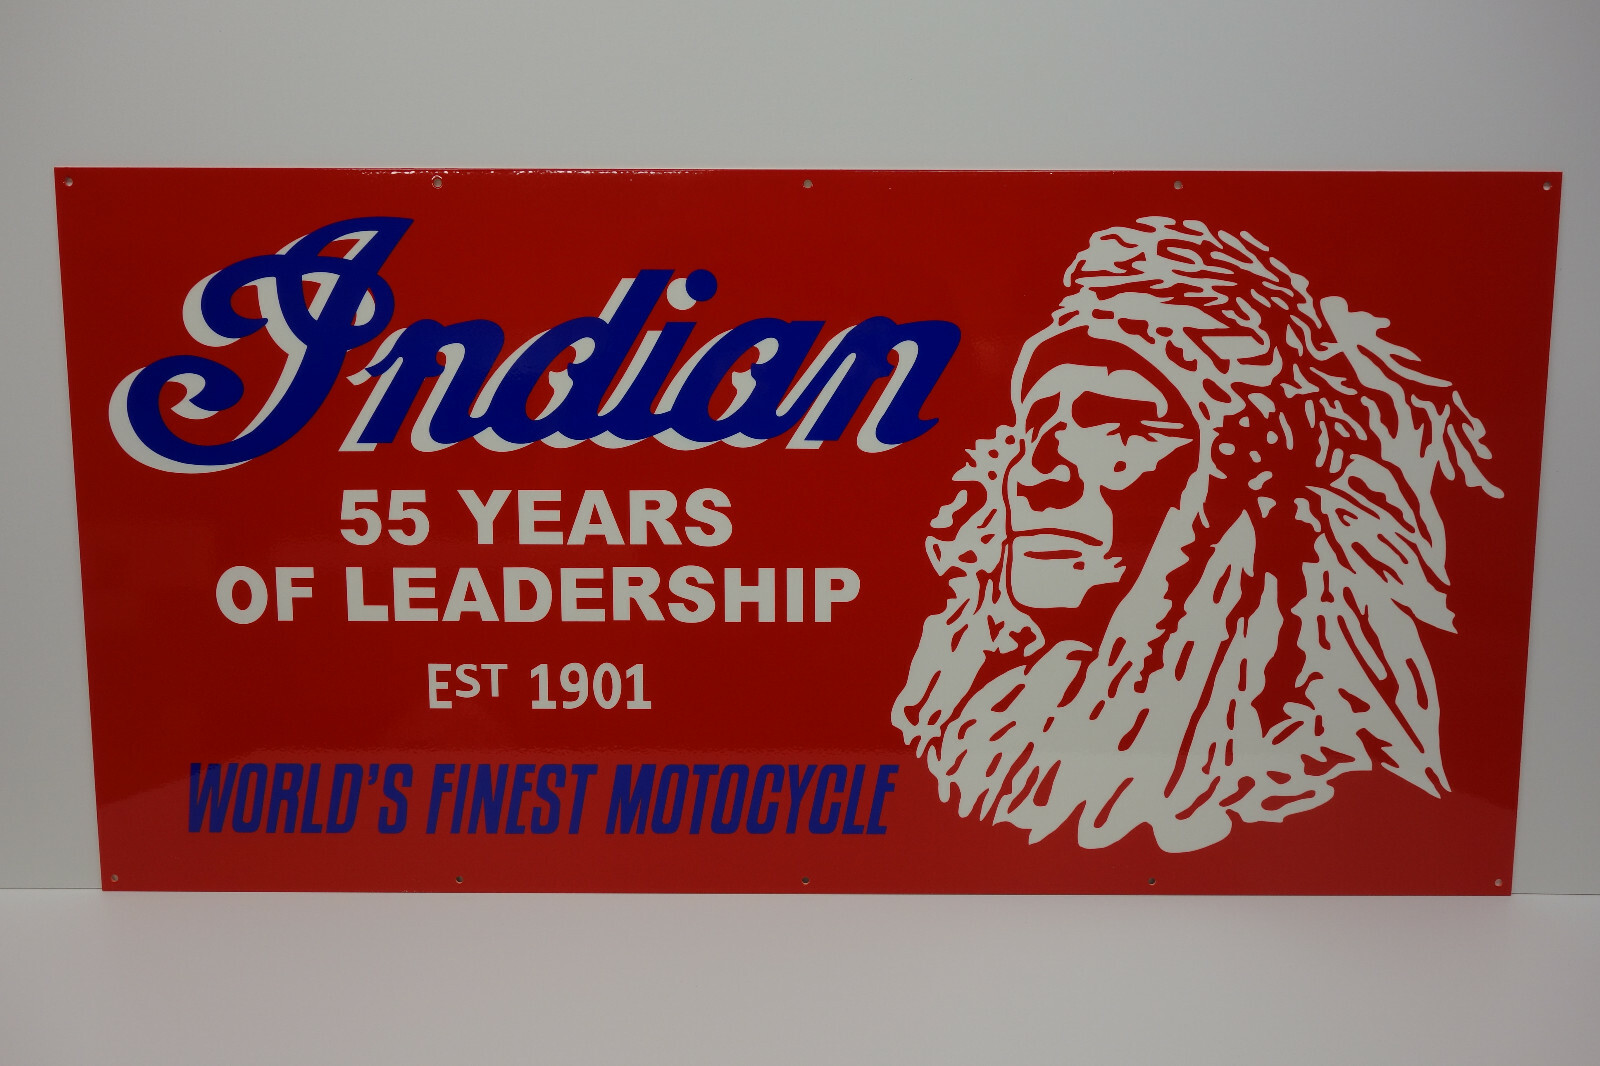 Indian
55 YEARS
OF LEADERSHIP
EST 1901
WORLD'S FINEST MOTOCYCLE